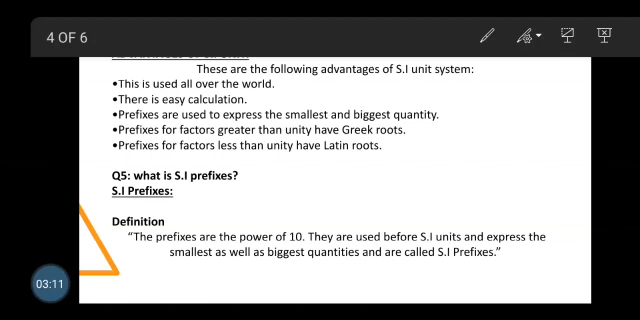 4 OF 6
These are the following advantages of S.I unit system:
•This is used all over the world.
•There is easy calculation.
•Prefixes are used to express the smallest and biggest quantity.
•Prefixes for factors greater than unity have Greek roots.
•Prefixes for factors less than unity have Latin roots.
Q5: what is S.I prefixes?
S.I Prefixes:
Definition
“The prefixes are the power of 10. They are used before S.I units and express the
smallest as well as biggest quantities and are called S.I Prefixes.”
03:11